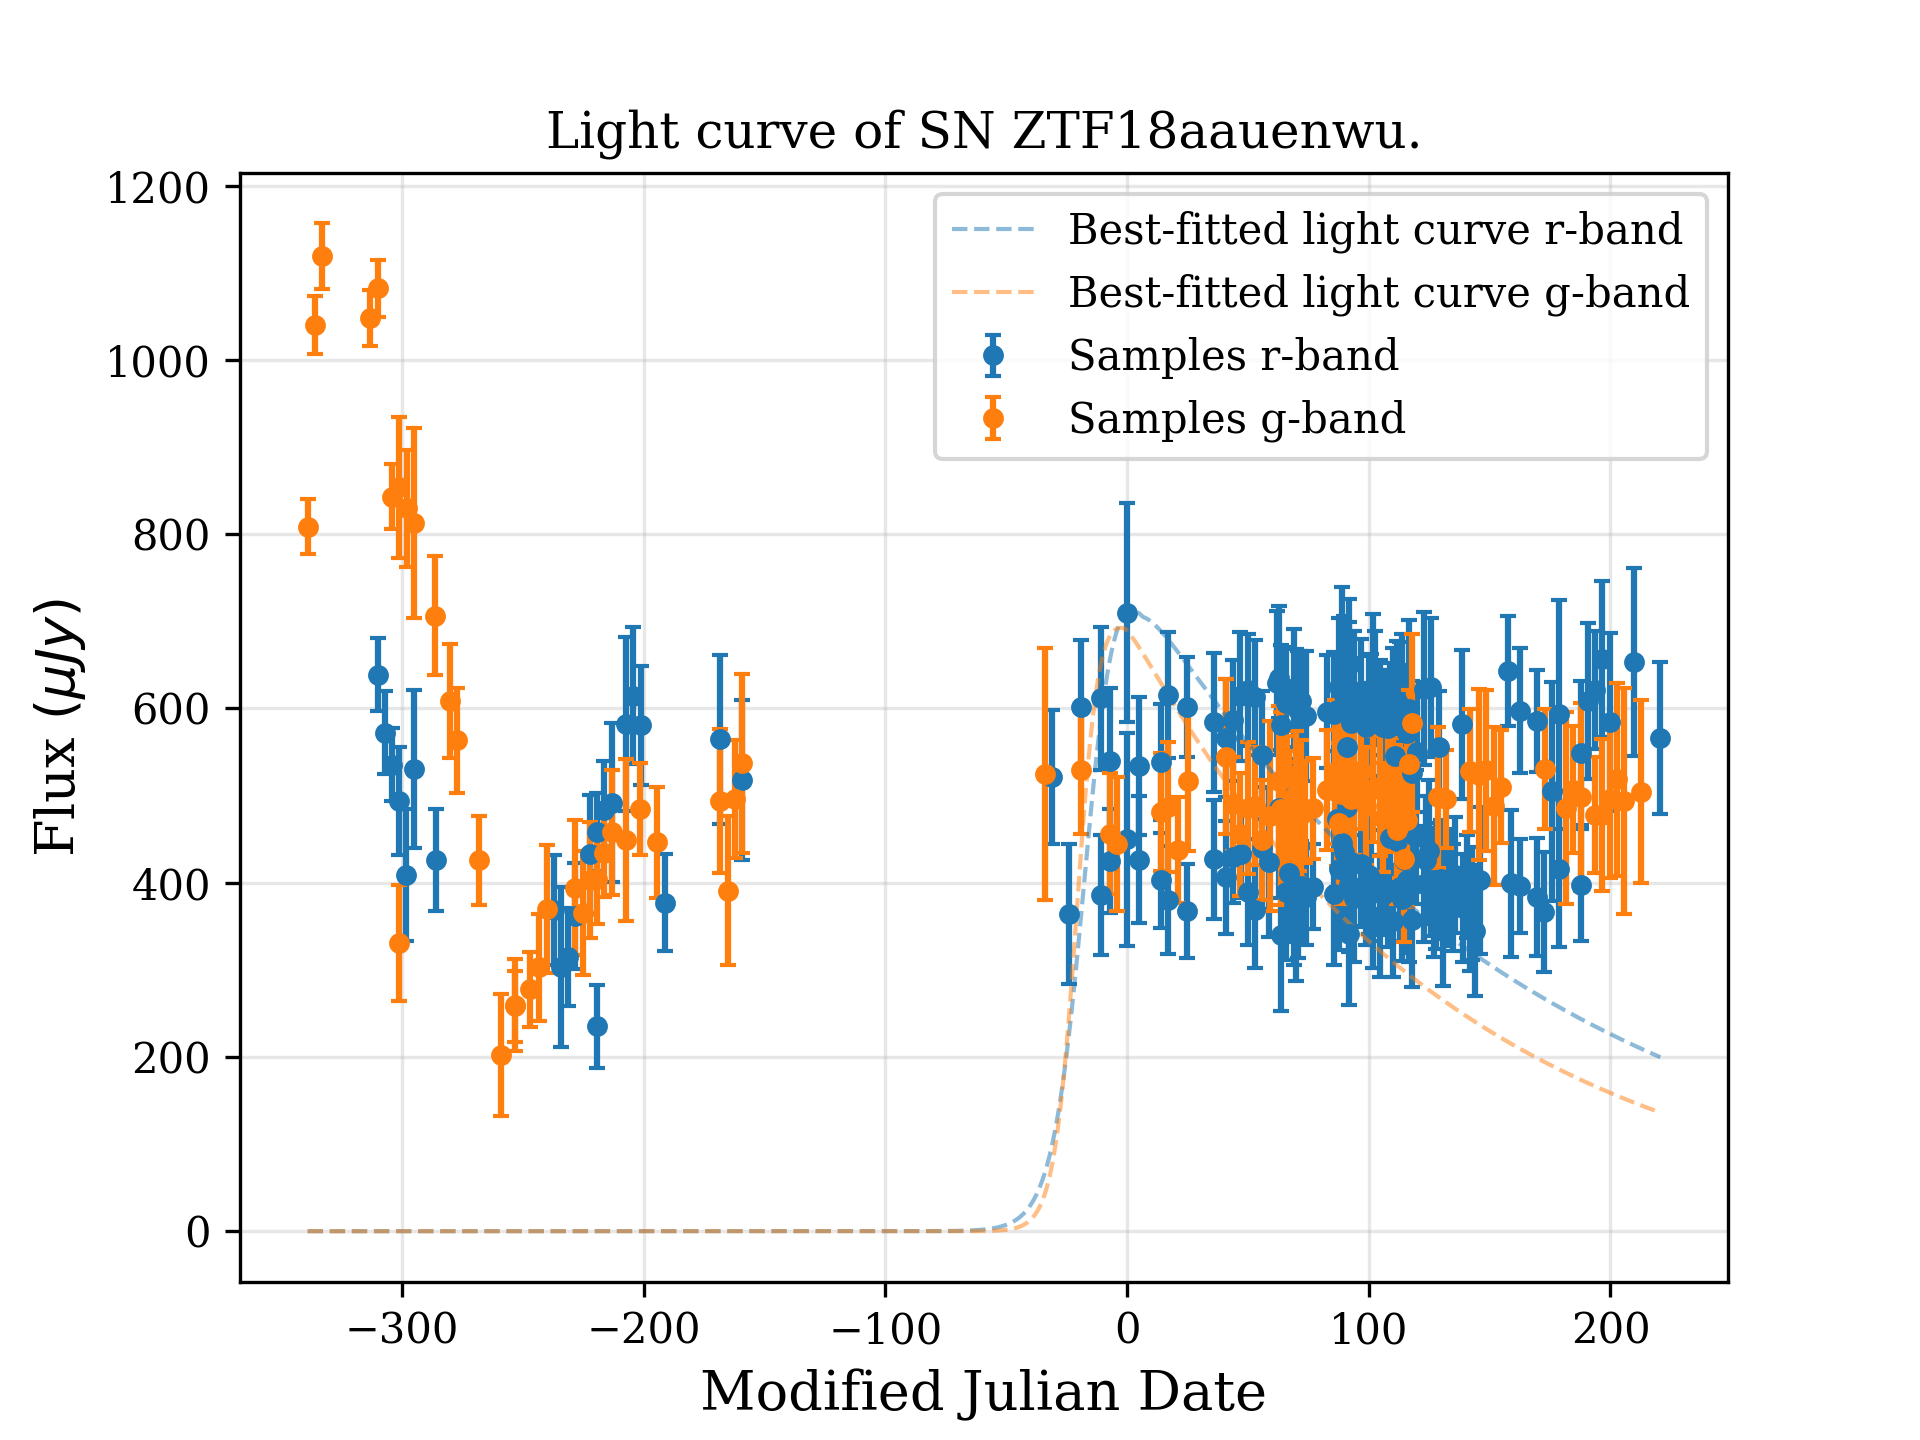 Light curve of SN ZTF18aauenwu.
1200
1000
800
600
400
200
0
Flux (μJy)
Best-fitted light curve r-band
Best-fitted light curve g-band
Samples r-band
Samples g-band
−300 −200 −100 0 100 200
Modified Julian Date